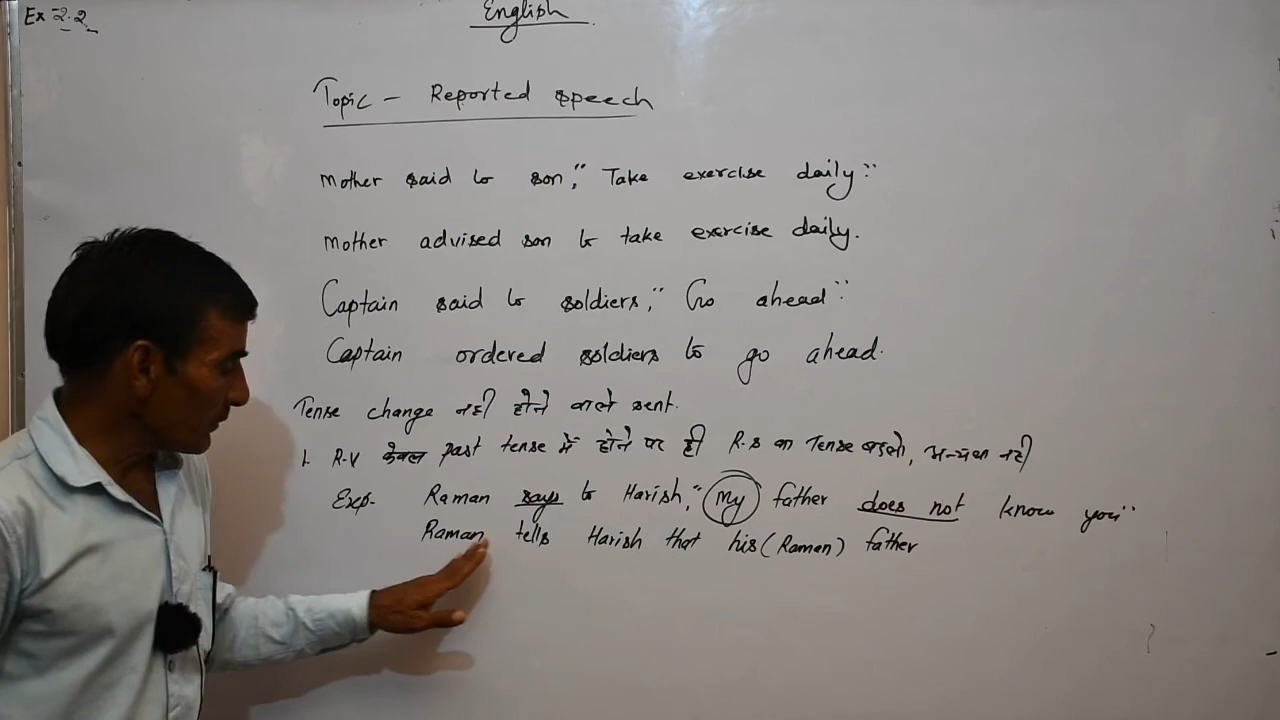 Ex 2.2
English
Topic - Reported speech
Mother said to son," Take exercise daily."
Mother advised son to take exercise daily.
Captain said to soldiers," Go ahead"
Captain ordered soldiers to go ahead.
Tense change नही होने वाले sent.
1. R.V केवल past tense में होने पर ही R.S का Tense बदलो, अन्यथा नही
Exp. Raman says to Harish," My father does not know you"
Raman tells Harish that his (Raman) father